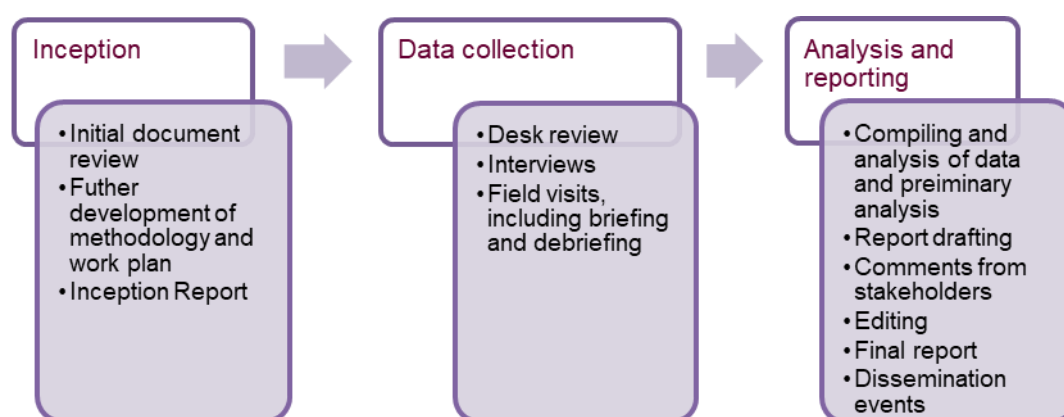 Inception
• Initial document
review
• Futher
development of
methodology and
work plan
• Inception Report
Data collection
• Desk review
• Interviews
• Field visits,
including briefing
and debriefing
Analysis and
reporting
• Compiling and
analysis of data
and preiminary
analysis
• Report drafting
• Comments from
stakeholders
• Editing
• Final report
• Dissemination
events